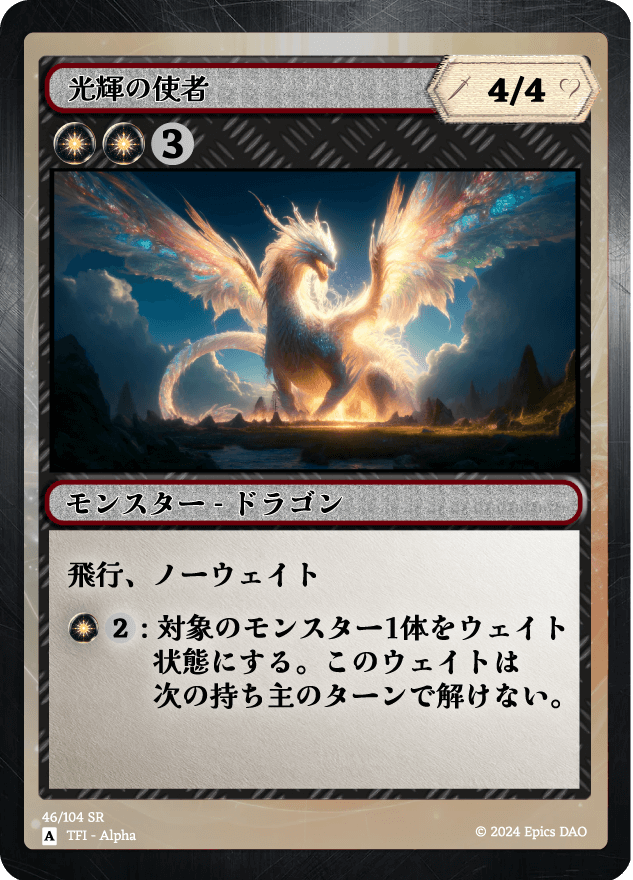 光輝の使者
4/4
3
モンスター - ドラゴン
飛行、ノーウェイト
2 : 対象のモンスター1体をウェイト
状態にする。このウェイトは
次の持ち主のターンで解けない。
46/104 SR
A TFI - Alpha
© 2024 Epics DAO